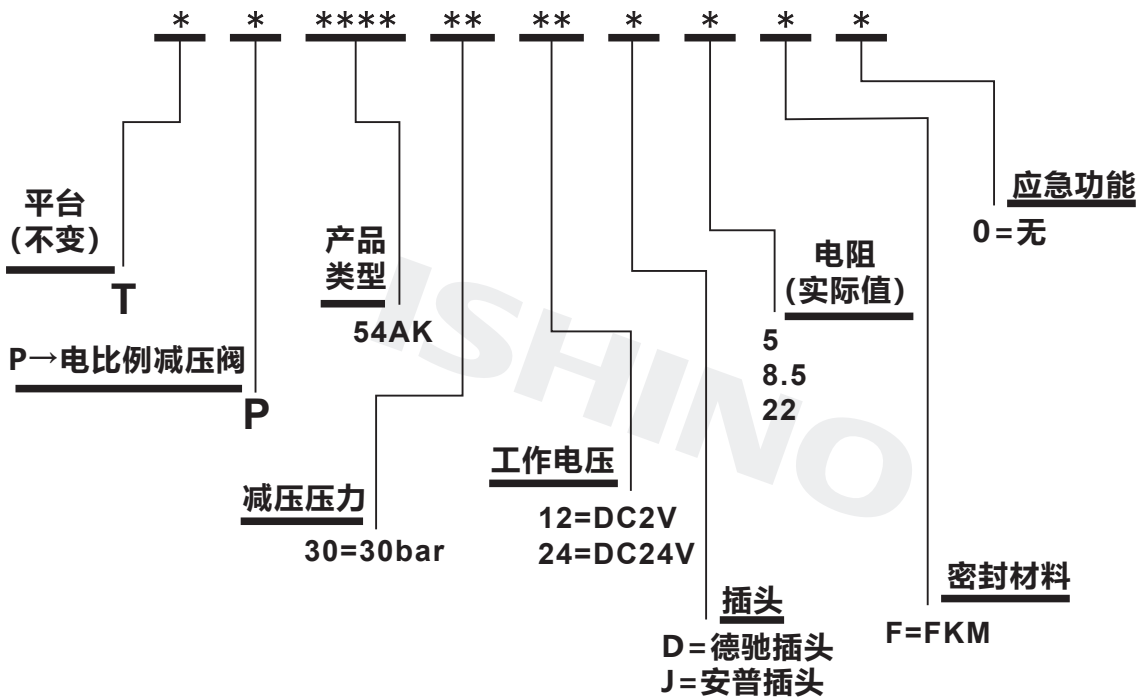 * * **** ** ** * * * *
平台
(不变)
T
P→电比例减压阀
P
产品
类型
54AK
减压压力
30=30bar
工作电压
12=DC2V
24=DC24V
插头
D=德驰插头
J=安普插头
电阻
(实际值)
5
8.5
22
密封材料
F=FKM
应急功能
0=无
ISHINO